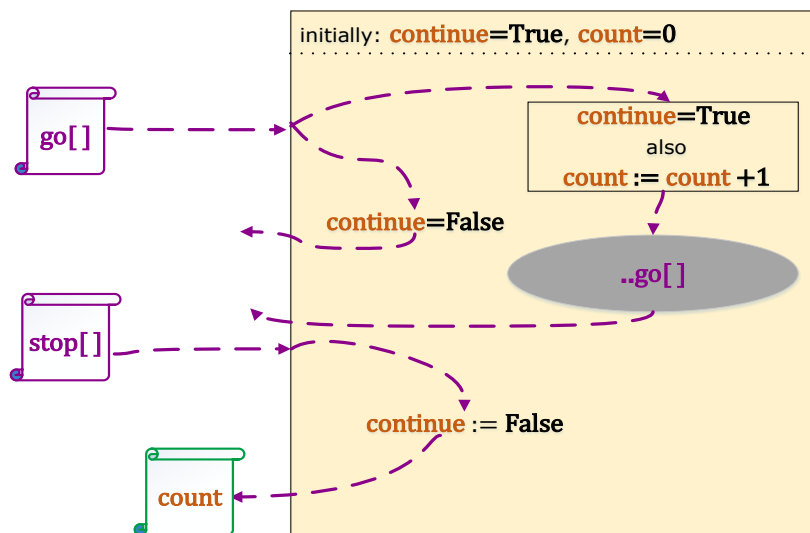 initially: continue=True, count=0
go[ ]
continue=True
also
count := count +1
continue=False
..go[ ]
stop[ ]
continue := False
count